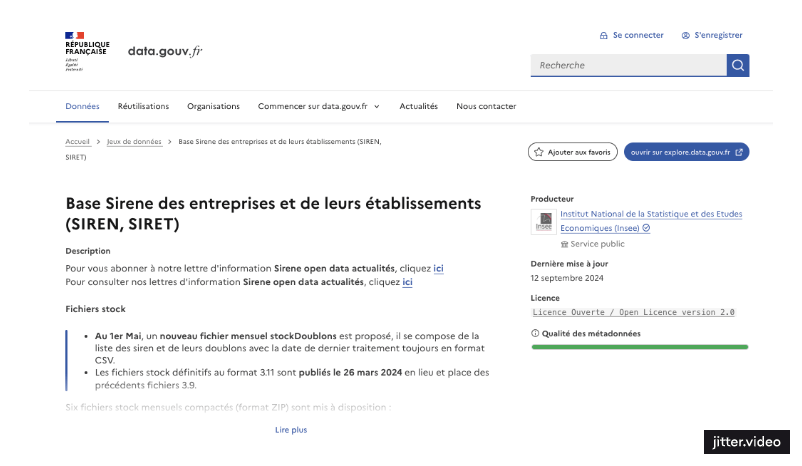 Se connecter
S'enregistrer
RÉPUBLIQUE
FRANÇAISE
Liberté
Égalité
Fraternité
data.gouv.fr
Recherche
Données
Réutilisations
Organisations
Commencer sur data.gouv.fr
Actualités
Nous contacter
Accueil > Jeux de données > Base Sirene des entreprises et de leurs établissements (SIREN,
SIRET)
Ajouter aux favoris
ouvrir sur explore.data.gouv.fr
Base Sirene des entreprises et de leurs établissements
(SIREN, SIRET)
Description
Pour vous abonner à notre lettre d'information Sirene open data actualités, cliquez ici
Pour consulter nos lettres d'information Sirene open data actualités, cliquez ici
Fichiers stock
• Au 1er Mai, un nouveau fichier mensuel stockDoublons est proposé, il se compose de la
liste des siren et de leurs doublons avec la date de dernier traitement toujours en format
CSV.
• Les fichiers stock définitifs au format 3.11 sont publiés le 26 mars 2024 en lieu et place des
précédents fichiers 3.9.
Six fichiers stock mensuels compactés (format ZIP) sont mis à disposition :
Lire plus
Producteur
Insee
Institut National de la Statistique et des Etudes
Economiques (Insee)
Service public
Dernière mise à jour
12 septembre 2024
Licence
Licence Ouverte / Open Licence version 2.0
Qualité des métadonnées
jitter.video